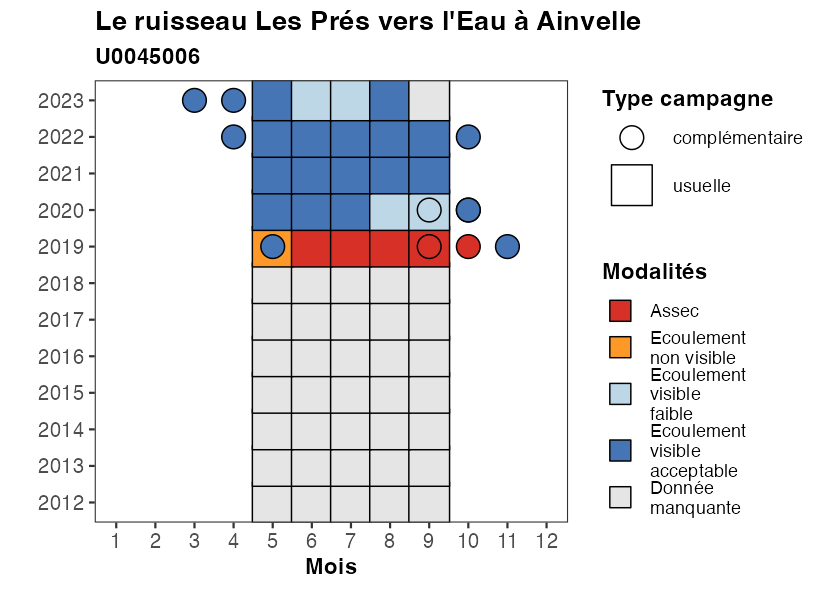 Le ruisseau Les Prés vers l'Eau à Ainvelle
U0045006
2023
2022
2021
2020
2019
2018
2017
2016
2015
2014
2013
2012
1 2 3 4 5 6 7 8 9 10 11 12
Mois
Type campagne
complémentaire
usuelle
Modalités
Assec
Ecoulement
non visible
Ecoulement
visible
faible
Ecoulement
visible
acceptable
Donnée
manquante